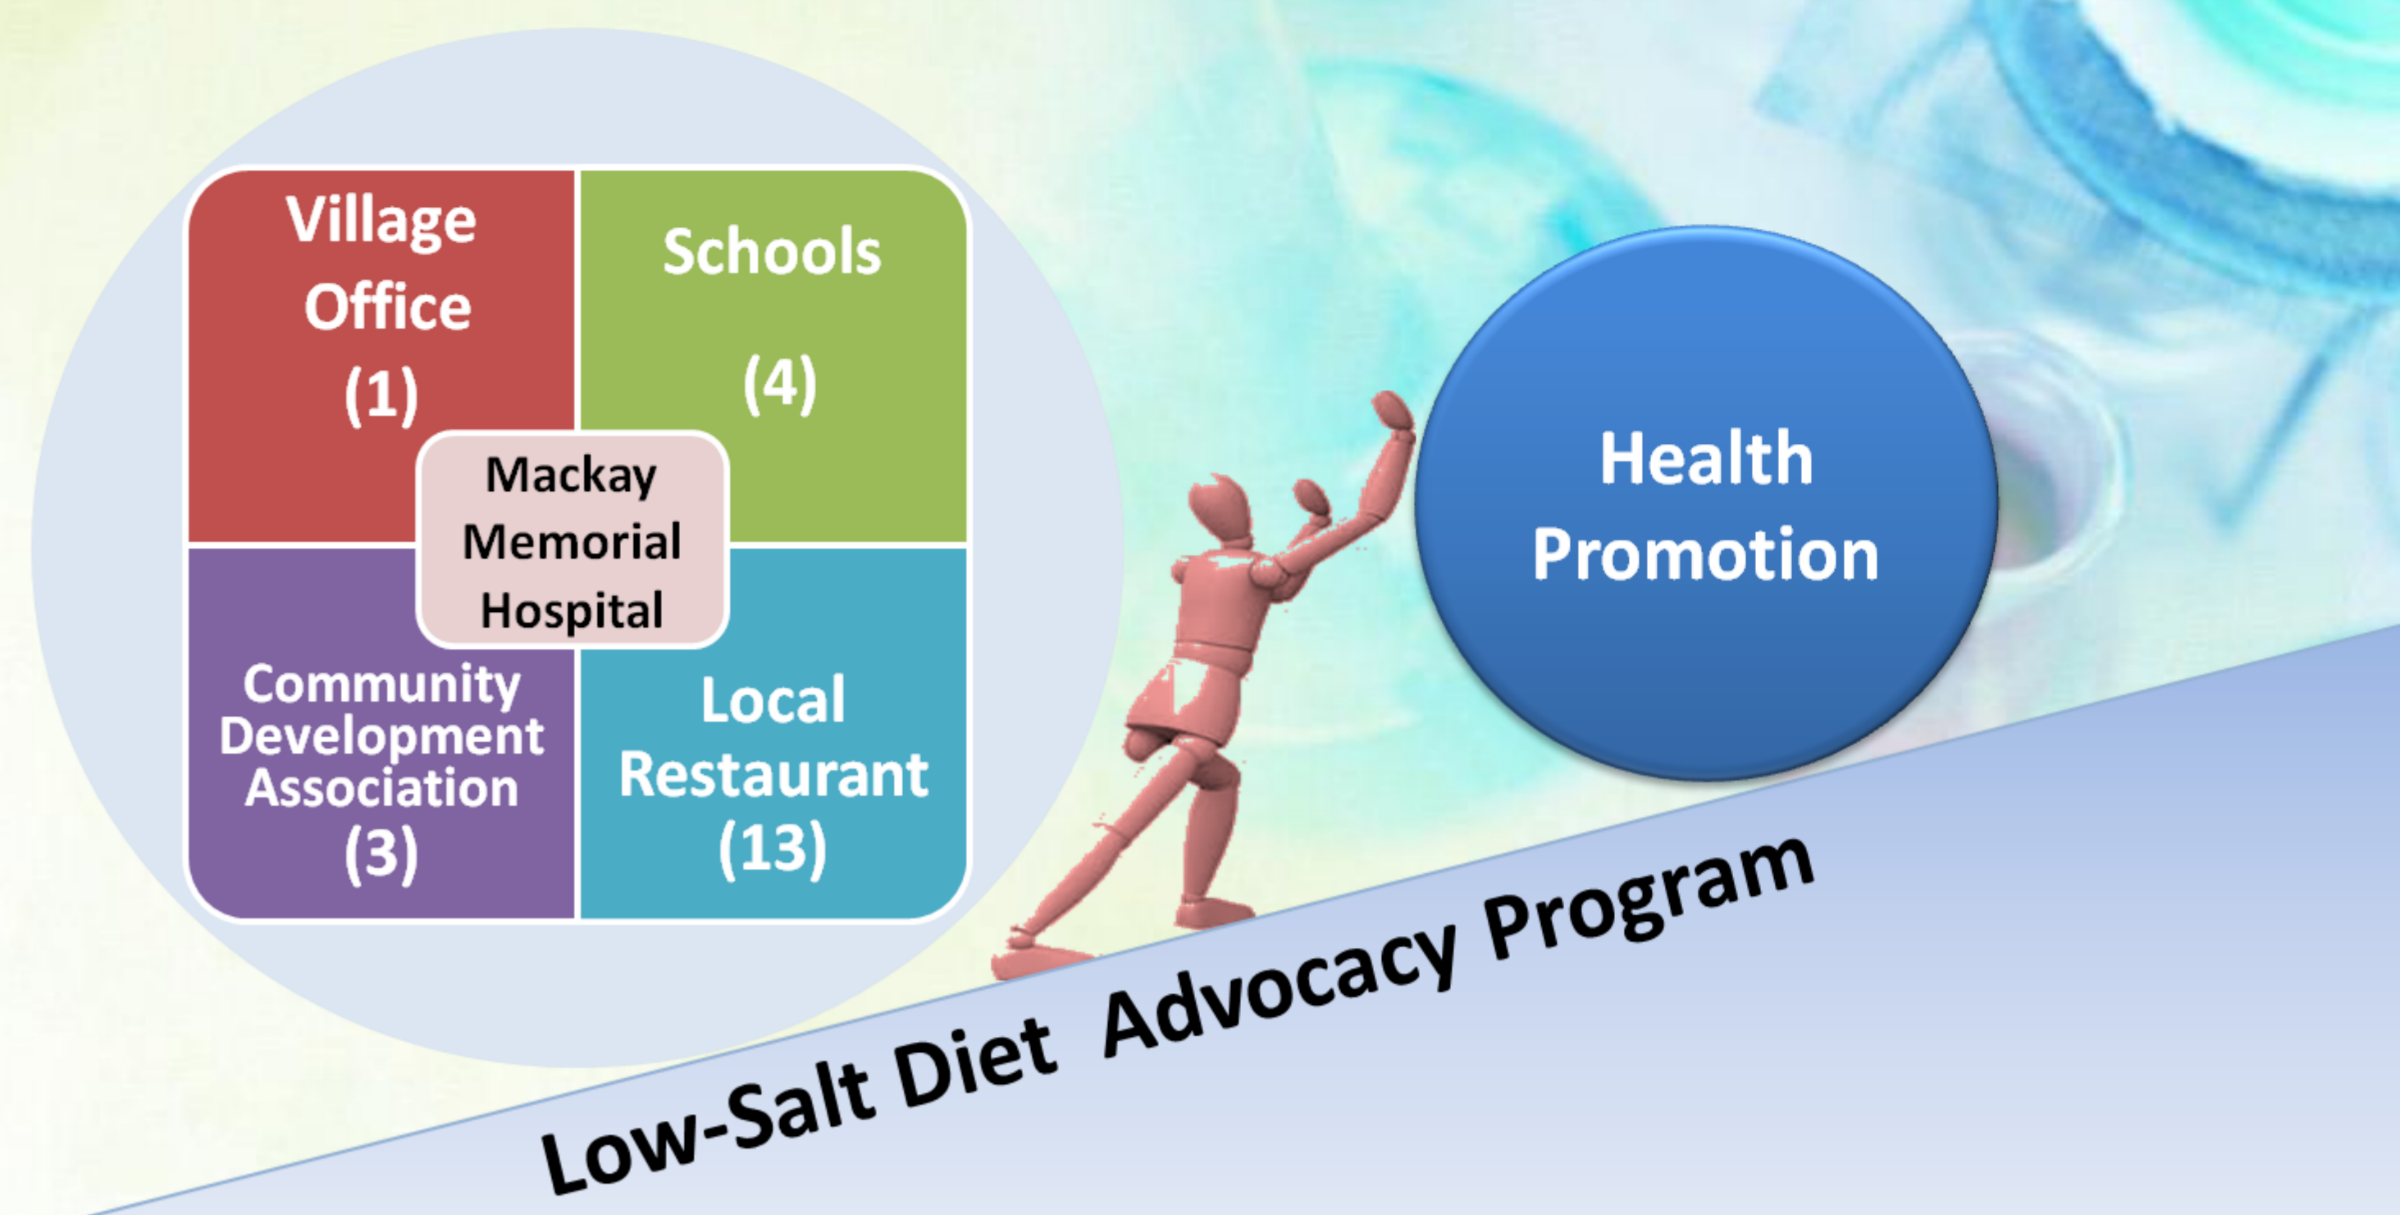 Village
Office
(1)
Schools
(4)
Mackay
Memorial
Hospital
Community
Development
Association
(3)
Local
Restaurant
(13)
Health
Promotion
Low-Salt Diet Advocacy Program